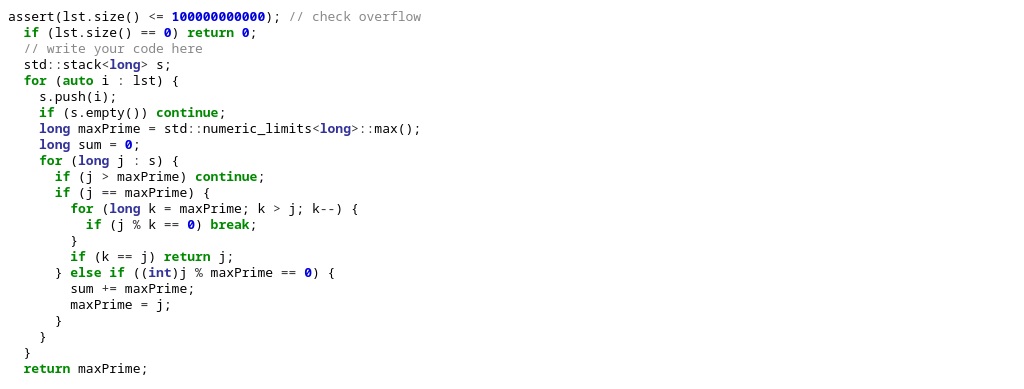 assert(lst.size() <= 100000000000); // check overflow
  if (lst.size() == 0) return 0;
  // write your code here
  std::stack<long> s;
  for (auto i : lst) {
    s.push(i);
    if (s.empty()) continue;
    long maxPrime = std::numeric_limits<long>::max();
    long sum = 0;
    for (long j : s) {
      if (j > maxPrime) continue;
      if (j == maxPrime) {
        for (long k = maxPrime; k > j; k--) {
          if (j % k == 0) break;
        }
        if (k == j) return j;
      } else if ((int)j % maxPrime == 0) {
        sum += maxPrime;
        maxPrime = j;
      }
    }
  }
  return maxPrime;